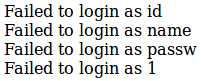 Failed to login as id
Failed to login as name
Failed to login as passw
Failed to login as 1